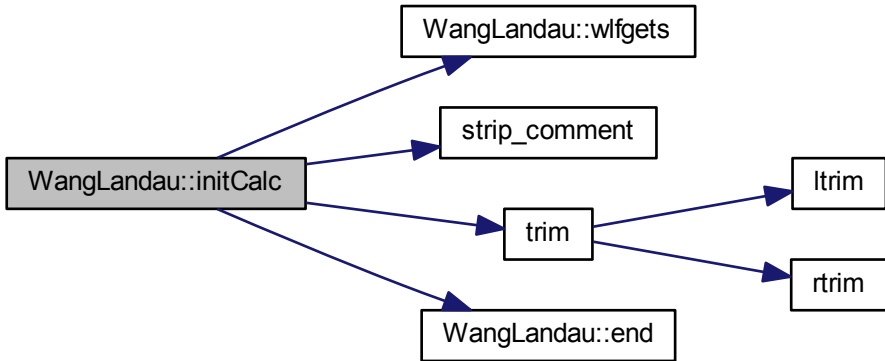 WangLandau::wlfgets
strip_comment
WangLandau::initCalc
ltrim
trim
rtrim
WangLandau::end